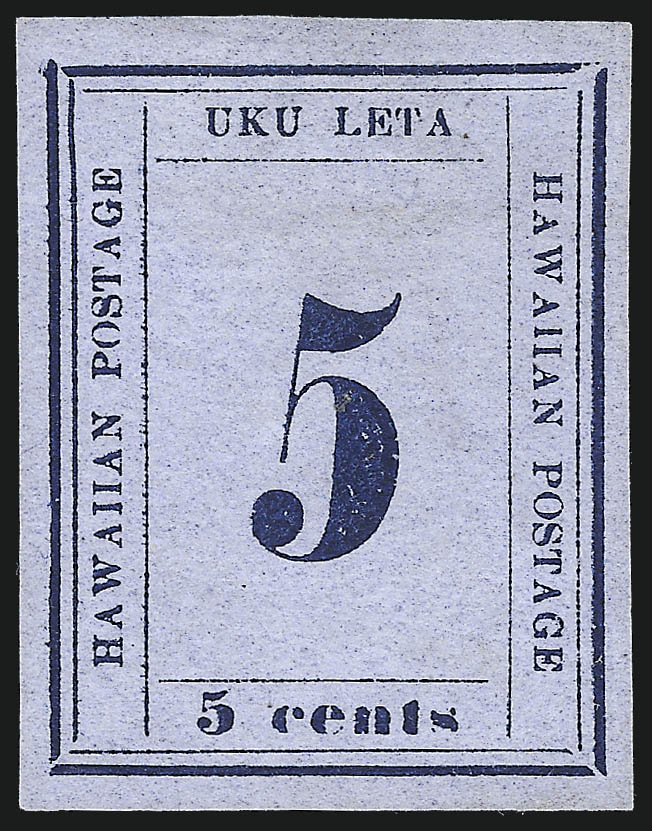 UKU LETA
HAWAIIAN POSTAGE
5
HAWAIIAN POSTAGE
5 cents